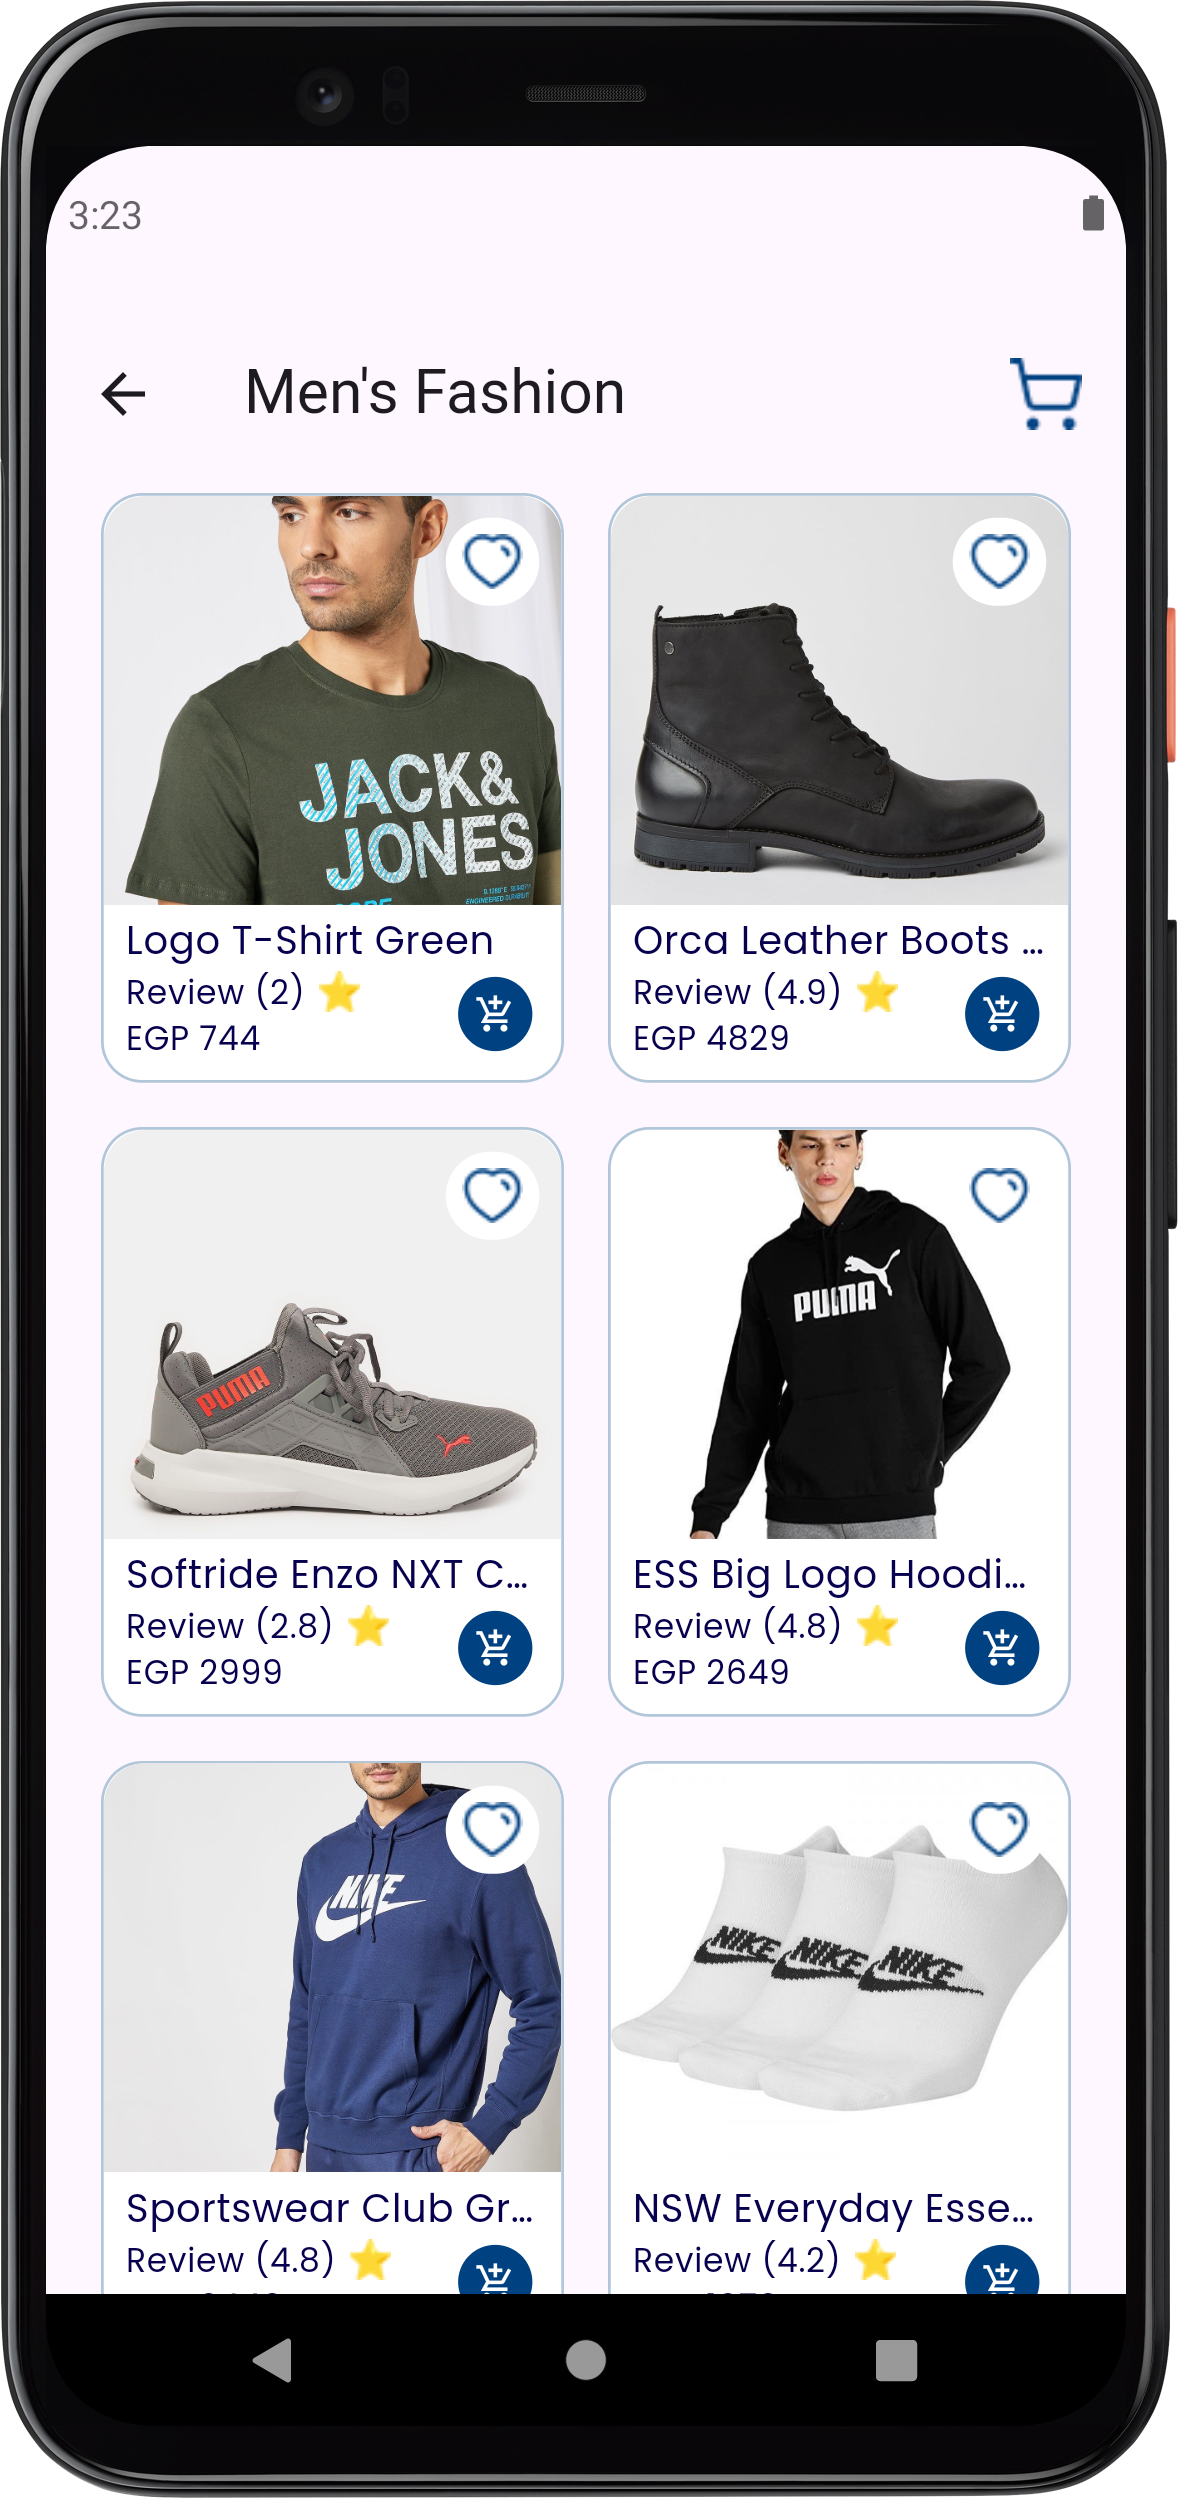 3:23
Men's Fashion
JACK&
JONES
Logo T-Shirt Green
Review (2)
EGP 744
Orca Leather Boots ...
Review (4.9)
EGP 4829
PUMA
Softride Enzo NXT C...
Review (2.8)
EGP 2999
PUMA
ESS Big Logo Hoodi...
Review (4.8)
EGP 2649
NIKE
Sportswear Club Gr...
Review (4.8)
NIKE NIKE NIKE
NSW Everyday Esse...
Review (4.2)